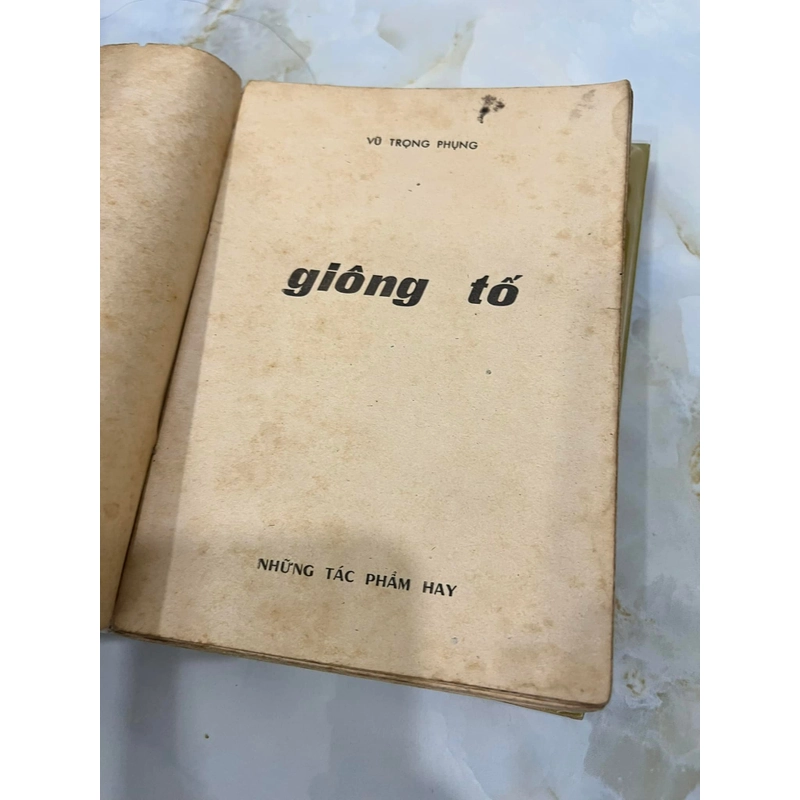 VŨ TRỌNG PHỤNG
giông tố
NHỮNG TÁC PHẨM HAY